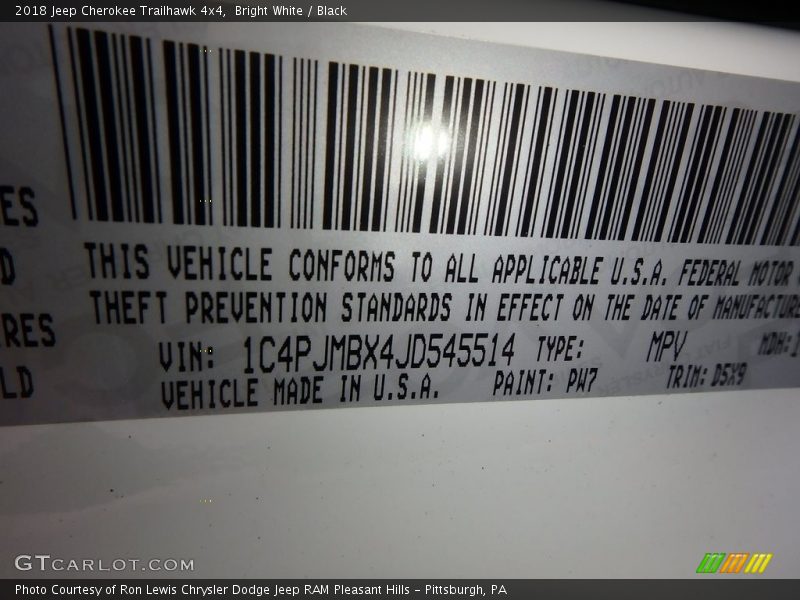 2018 Jeep Cherokee Trailhawk 4x4,  Bright White / Black
ES
D
RES
LD
THIS VEHICLE CONFORMS TO ALL APPLICABLE U.S.A. FEDERAL MOTOR
THEFT PREVENTION STANDARDS IN EFFECT ON THE DATE OF MANUFACTURE
VIN: 1C4PJMBX4JD545514 TYPE: MPV MDH:1
VEHICLE MADE IN U.S.A. PAINT: PW7 TRIM: D5X9
GTCARLOT.COM
Photo Courtesy of Ron Lewis Chrysler Dodge Jeep RAM Pleasant Hills - Pittsburgh, PA